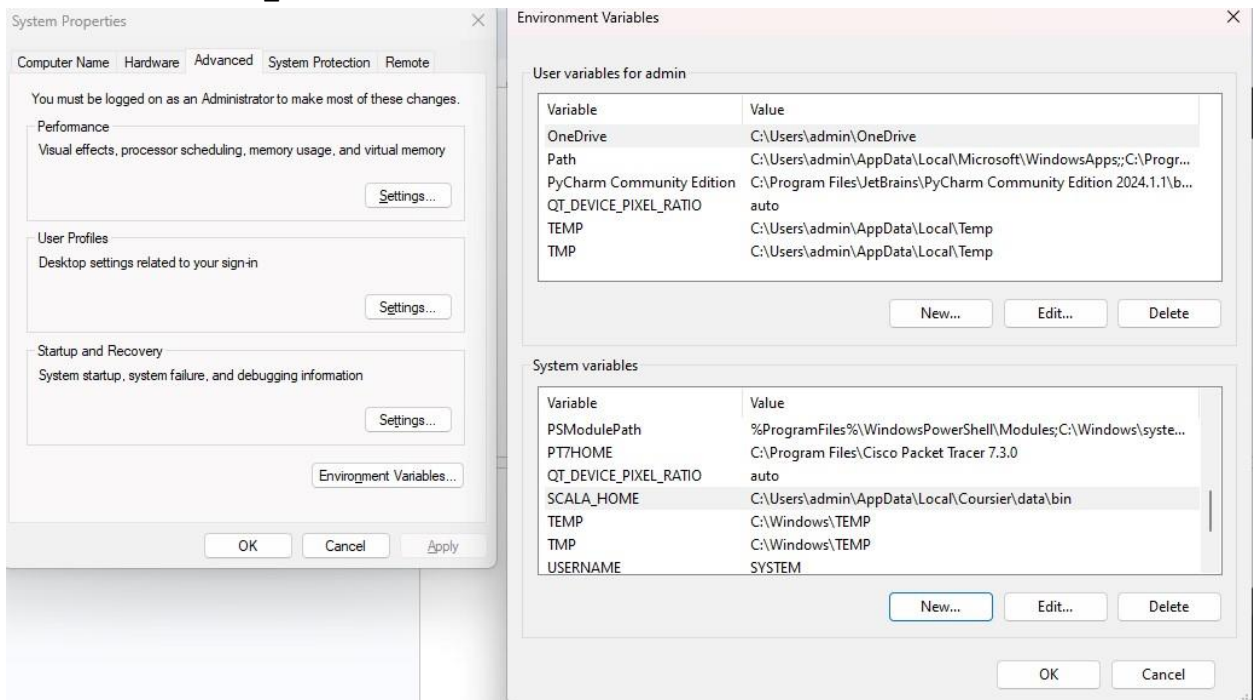 System Properties
Computer Name Hardware Advanced System Protection Remote
You must be logged on as an Administrator to make most of these changes.
Performance
Visual effects, processor scheduling, memory usage, and virtual memory
Settings...
User Profiles
Desktop settings related to your sign-in
Settings...
Startup and Recovery
System startup, system failure, and debugging information
Settings...
Environment Variables...
OK Cancel Apply
Environment Variables
User variables for admin
Variable Value
OneDrive C:\Users\admin\OneDrive
Path C:\Users\admin\AppData\Local\Microsoft\WindowsApps;;C:\Progr...
PyCharm Community Edition C:\Program Files\JetBrains\PyCharm Community Edition 2024.1.1\b...
QT_DEVICE_PIXEL_RATIO auto
TEMP C:\Users\admin\AppData\Local\Temp
TMP C:\Users\admin\AppData\Local\Temp
New... Edit... Delete
System variables
Variable Value
PSModulePath %ProgramFiles%\WindowsPowerShell\Modules;C:\Windows\syste...
PT7HOME C:\Program Files\Cisco Packet Tracer 7.3.0
QT_DEVICE_PIXEL_RATIO auto
SCALA_HOME C:\Users\admin\AppData\Local\Coursier\data\bin
TEMP C:\Windows\TEMP
TMP C:\Windows\TEMP
USERNAME SYSTEM
New... Edit... Delete
OK Cancel